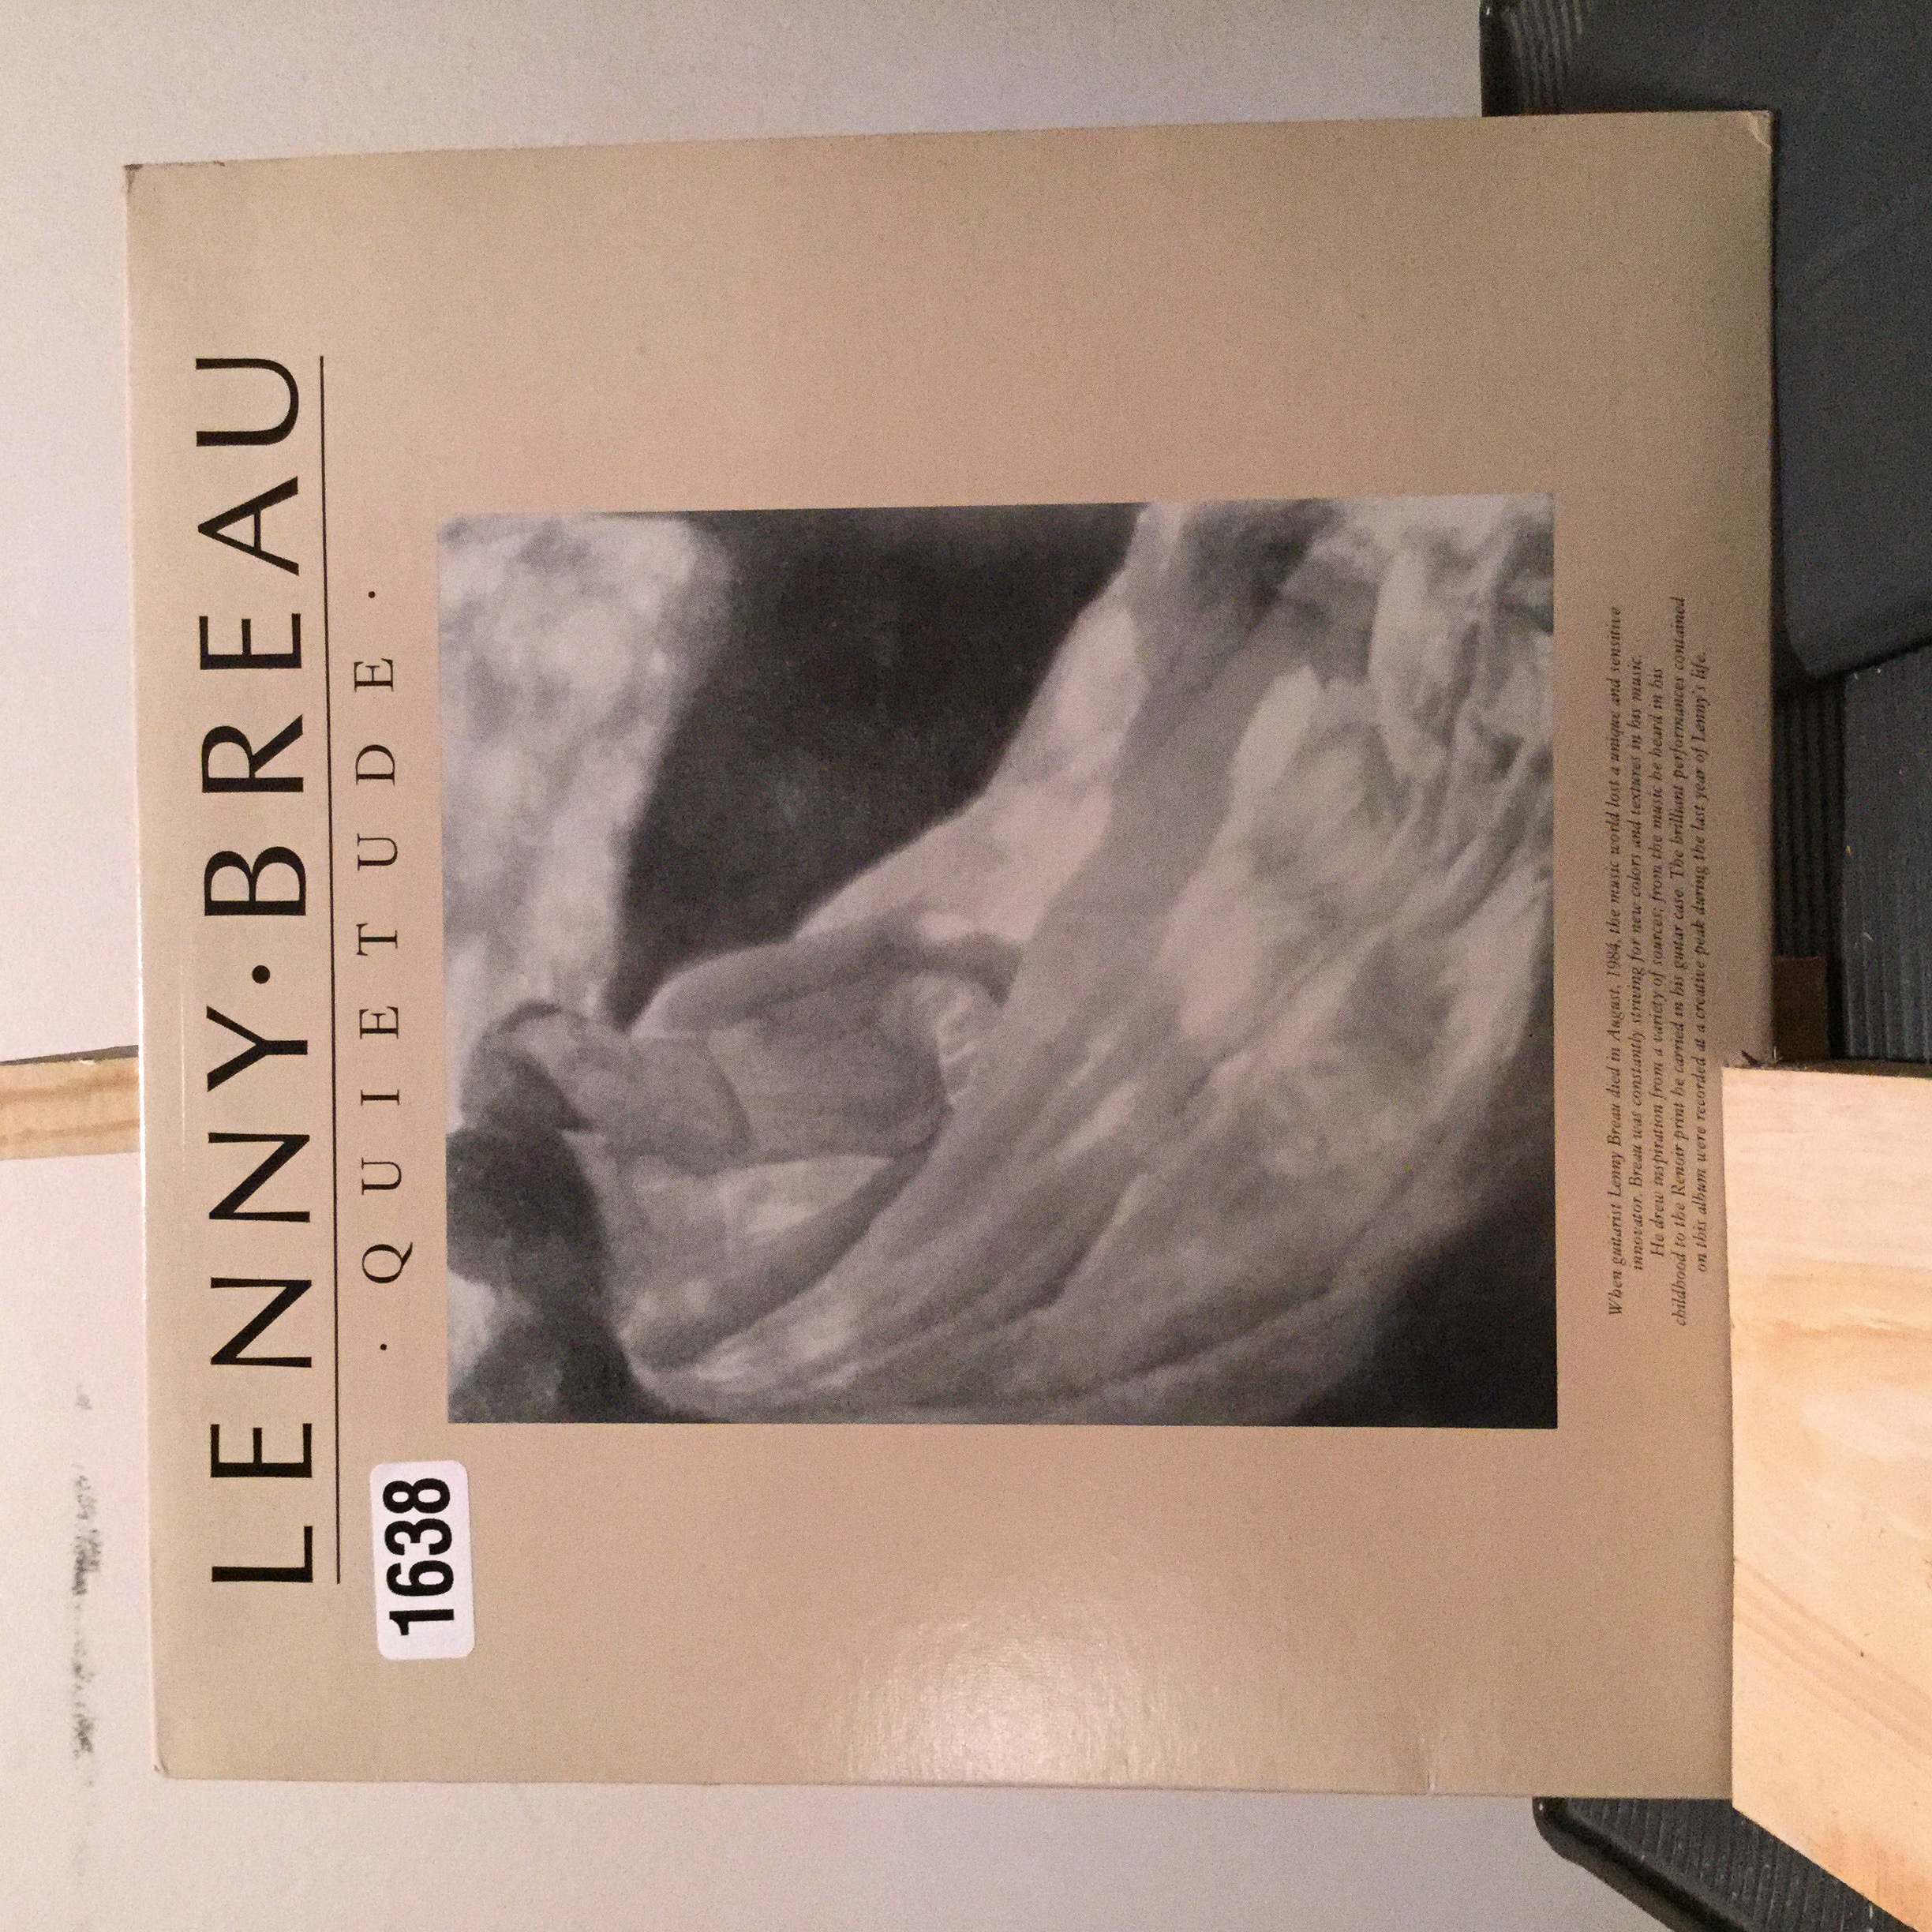 LENNY·BREAU
· QUIETUDE ·
1638
When guitarist Lenny Breau died in August, 1984, the music world lost a unique and sensitive
innovator. Breau was constantly striving for new colors and textures in his music.
He drew inspiration from a variety of sources; from the music he heard in his
childhood to the Renoir print he carried in his guitar case. The brilliant performances contained
on this album were recorded at a creative peak during the last year of Lenny's life.